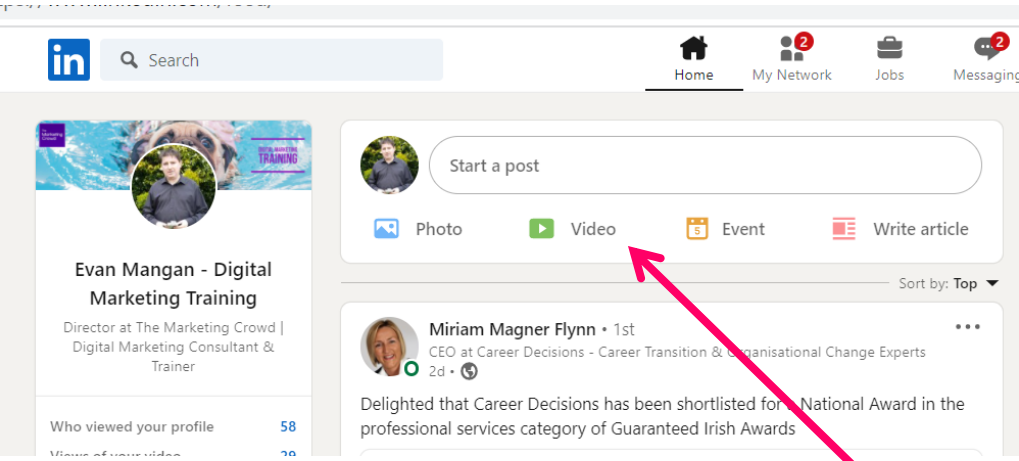 in
Search
2
2
Home
My Network
Jobs
Messaging
The
Marketing
Crowd
DIGITAL MARKETING
TRAINING
Start a post
Photo
Video
5
Event
Write article
Sort by: Top
Evan Mangan - Digital
Marketing Training
Director at The Marketing Crowd |
Digital Marketing Consultant &
Trainer
Who viewed your profile 58
Views of your video 29
Miriam Magner Flynn • 1st
CEO at Career Decisions - Career Transition & Organisational Change Experts
2d •
Delighted that Career Decisions has been shortlisted for a National Award in the
professional services category of Guaranteed Irish Awards